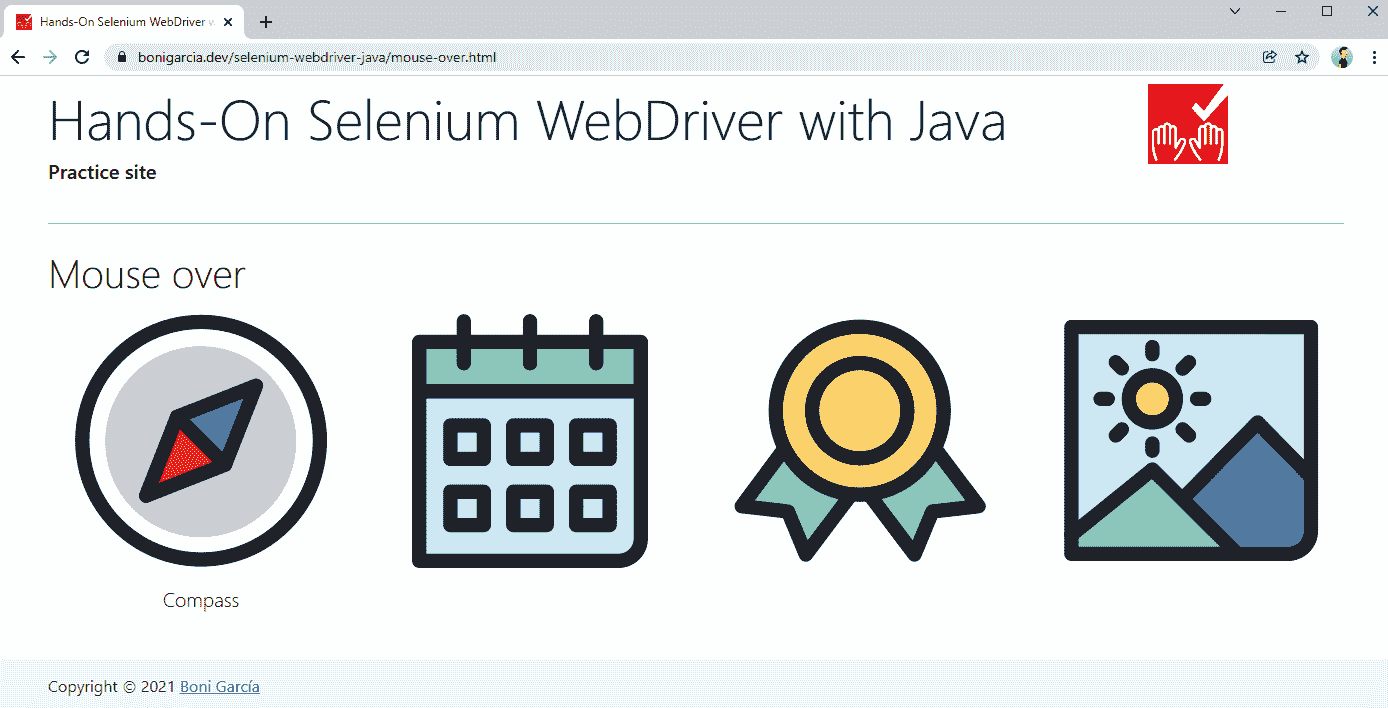 Hands-On Selenium WebDriver w
bonigarcia.dev/selenium-webdriver-java/mouse-over.html
Hands-On Selenium WebDriver with Java
Practice site
Mouse over
Compass
Copyright © 2021 Boni García